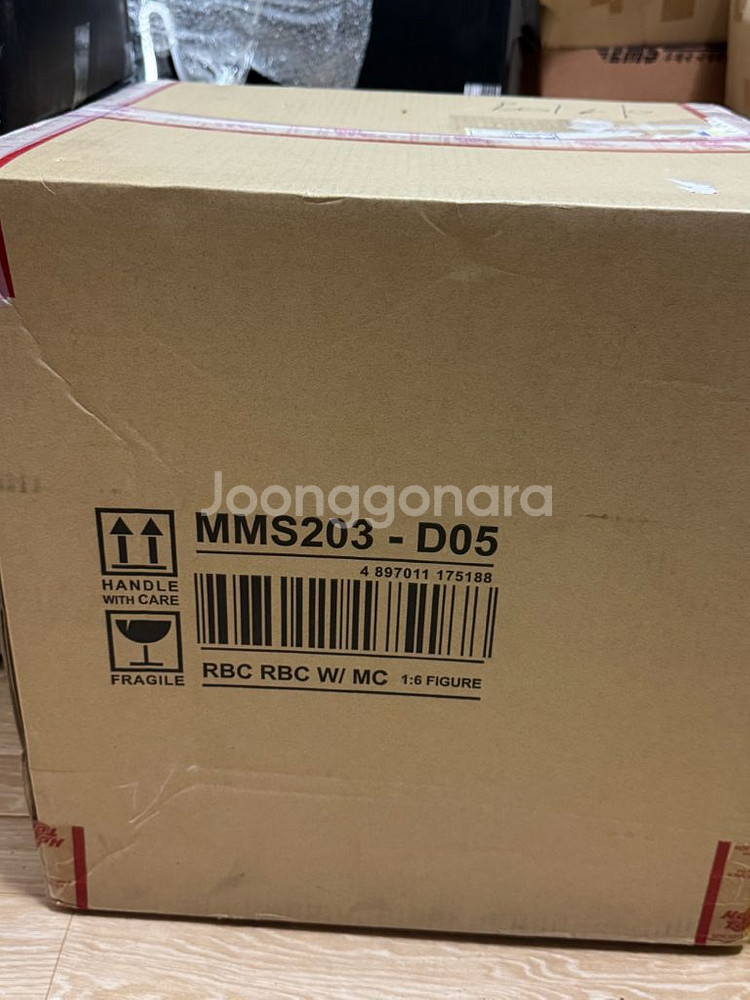 Joonggonara
MMS203 - D05
4 897011 175188
HANDLE
WITH CARE
FRAGILE
RBC RBC W/ MC 1:6 FIGURE